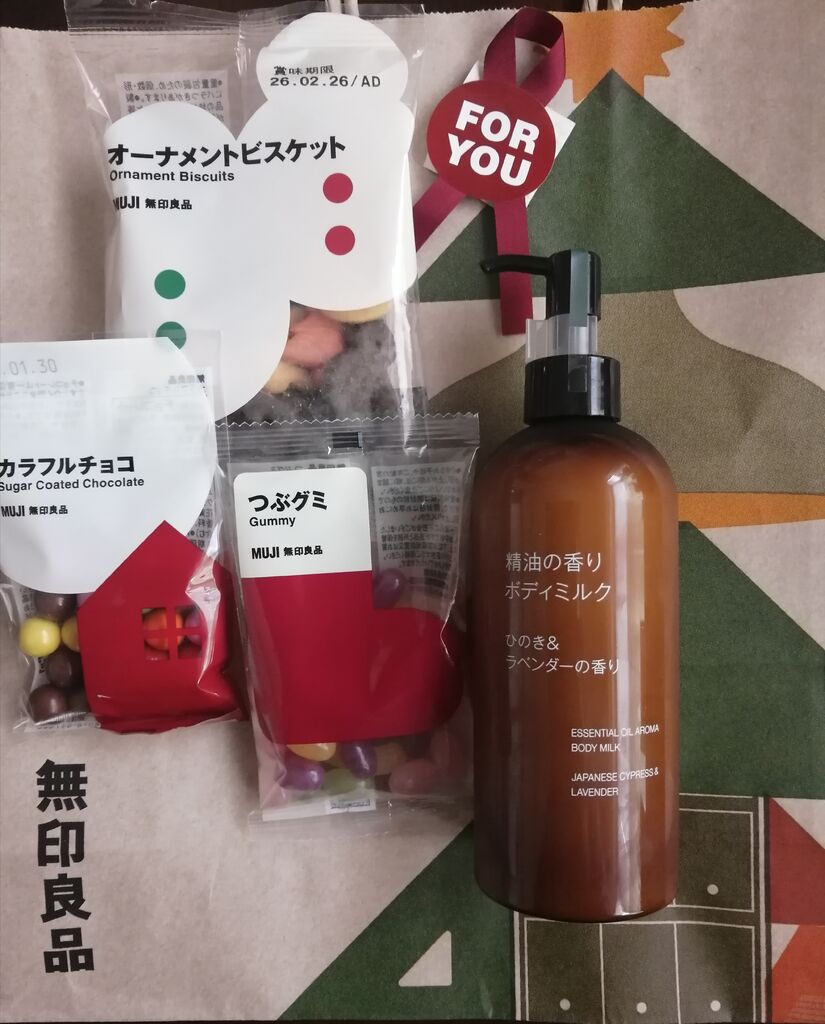 賞味期限
26.02.26/AD
オーナメントビスケット
Ornament Biscuits
MUJI 無印良品
FOR
YOU
.01.30
カラフルチョコ
Sugar Coated Chocolate
MUJI 無印良品
つぶグミ
Gummy
MUJI 無印良品
精油の香り
ボディミルク
ひのき&
ラベンダーの香り
ESSENTIAL OIL AROMA
BODY MILK
JAPANESE CYPRESS &
LAVENDER
無印良品